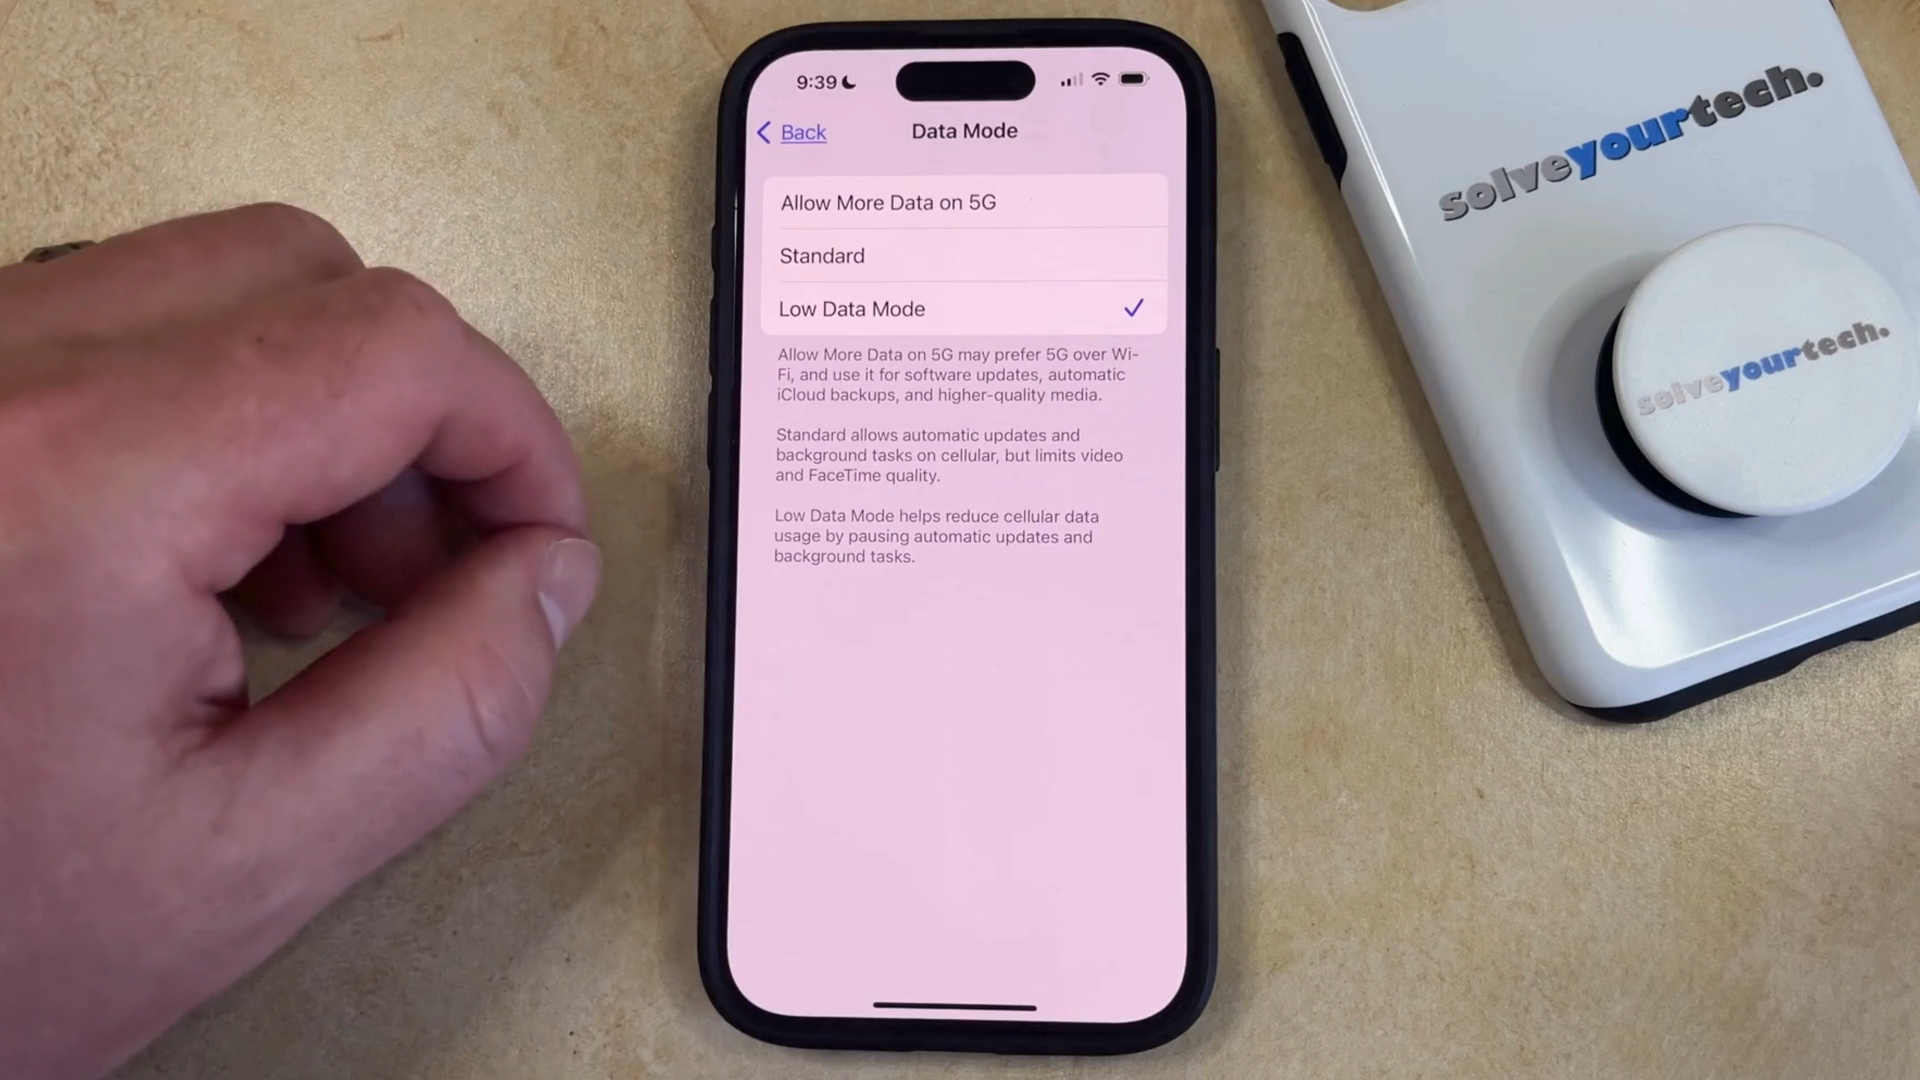 9:39
Back
Data Mode
Allow More Data on 5G
Standard
Low Data Mode
Allow More Data on 5G may prefer 5G over Wi-
Fi, and use it for software updates, automatic
iCloud backups, and higher-quality media.
Standard allows automatic updates and
background tasks on cellular, but limits video
and FaceTime quality.
Low Data Mode helps reduce cellular data
usage by pausing automatic updates and
background tasks.
solveyourtech.
solveyourtech.